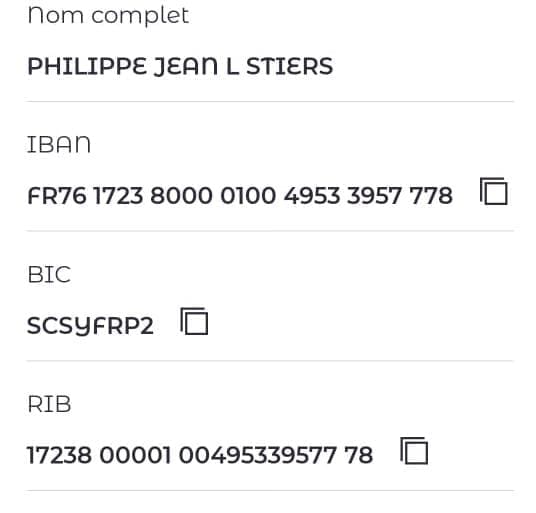 Nom complet
PHILIPPE JEAN L STIERS
IBAN
FR76 1723 8000 0100 4953 3957 778
BIC
SCSYFRP2
RIB
17238 00001 00495339577 78